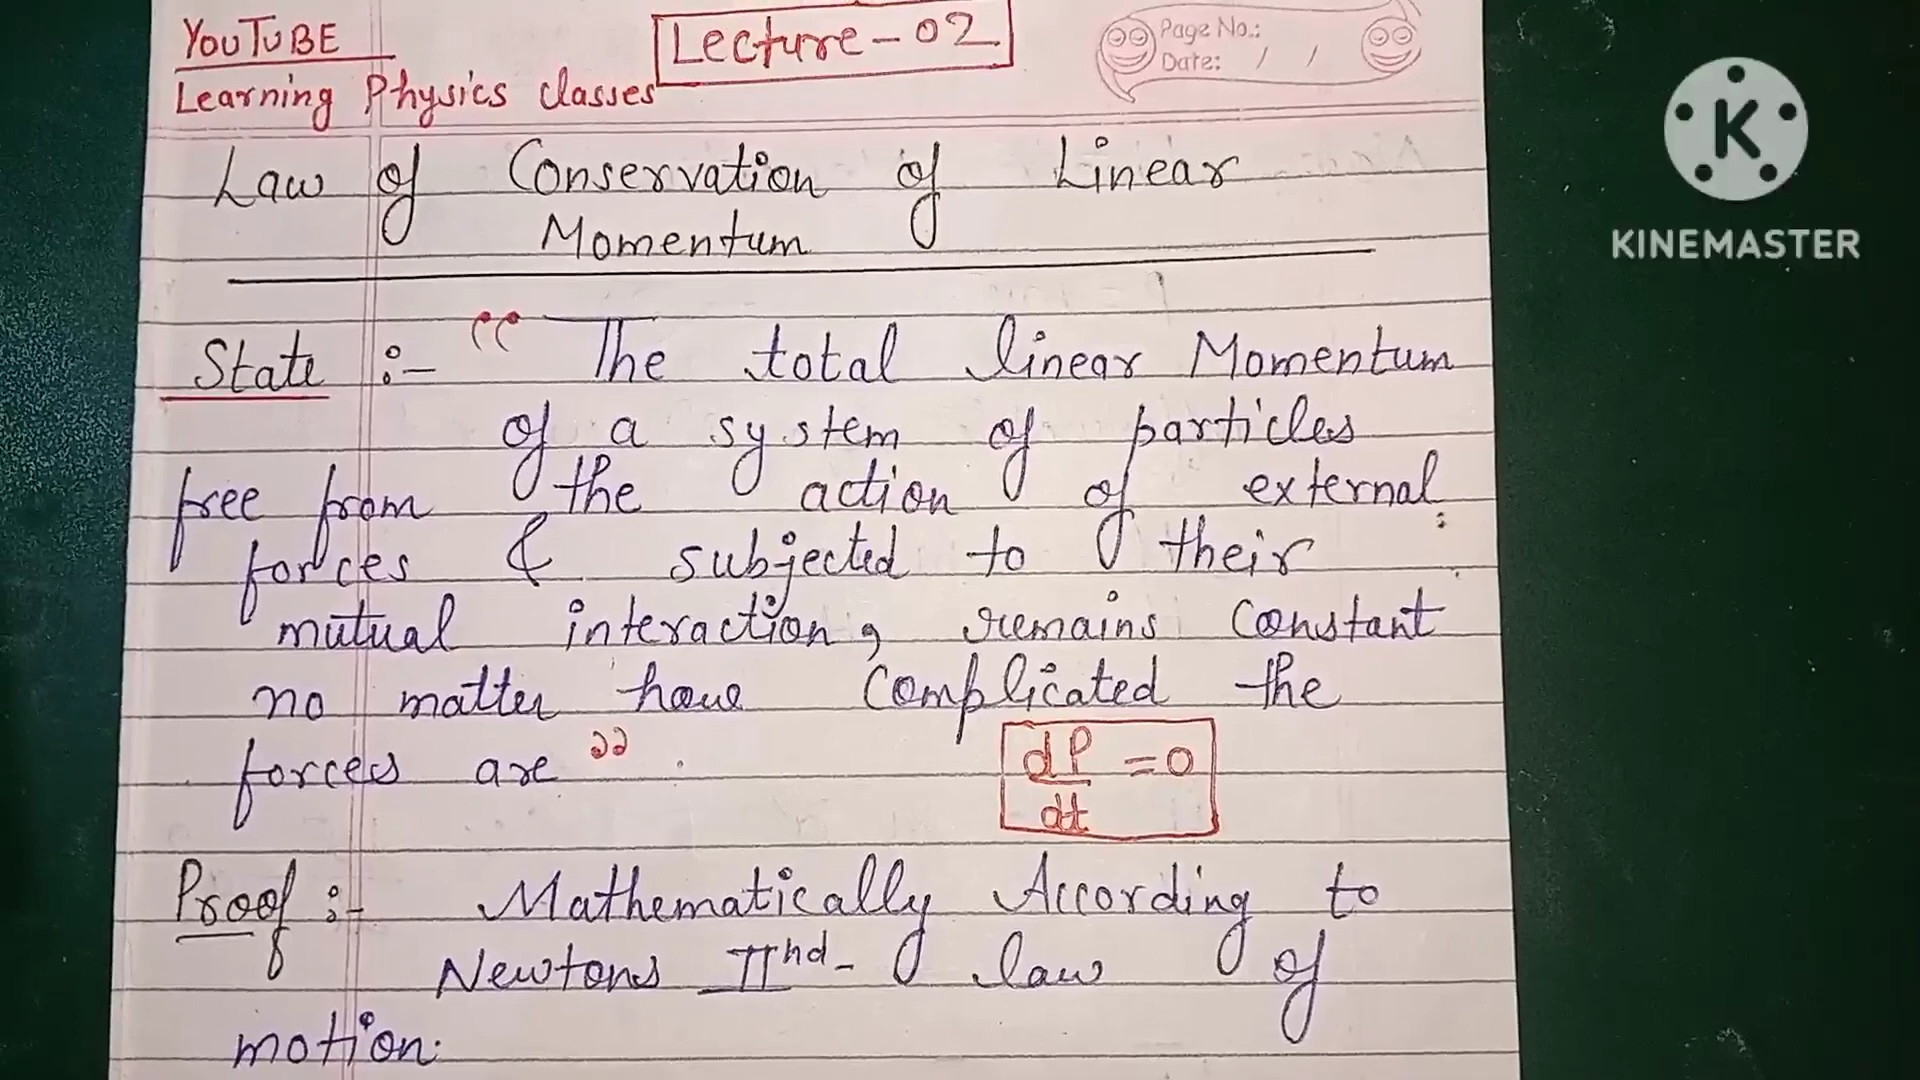 YOUTUBE
Lecture-02
Page No.:
Date: / /
Learning Physics classes
Law of Conservation of Linear
Momentum
State :- “ The total linear Momentum
of a system of particles
free from the action of external
forces & subjected to their
mutual interaction, remains constant
no matter how complicated the
forces are ”.
dP/dt = 0
Proof :- Mathematically According to
Newtons IInd- law of
motion.
K
KINEMASTER